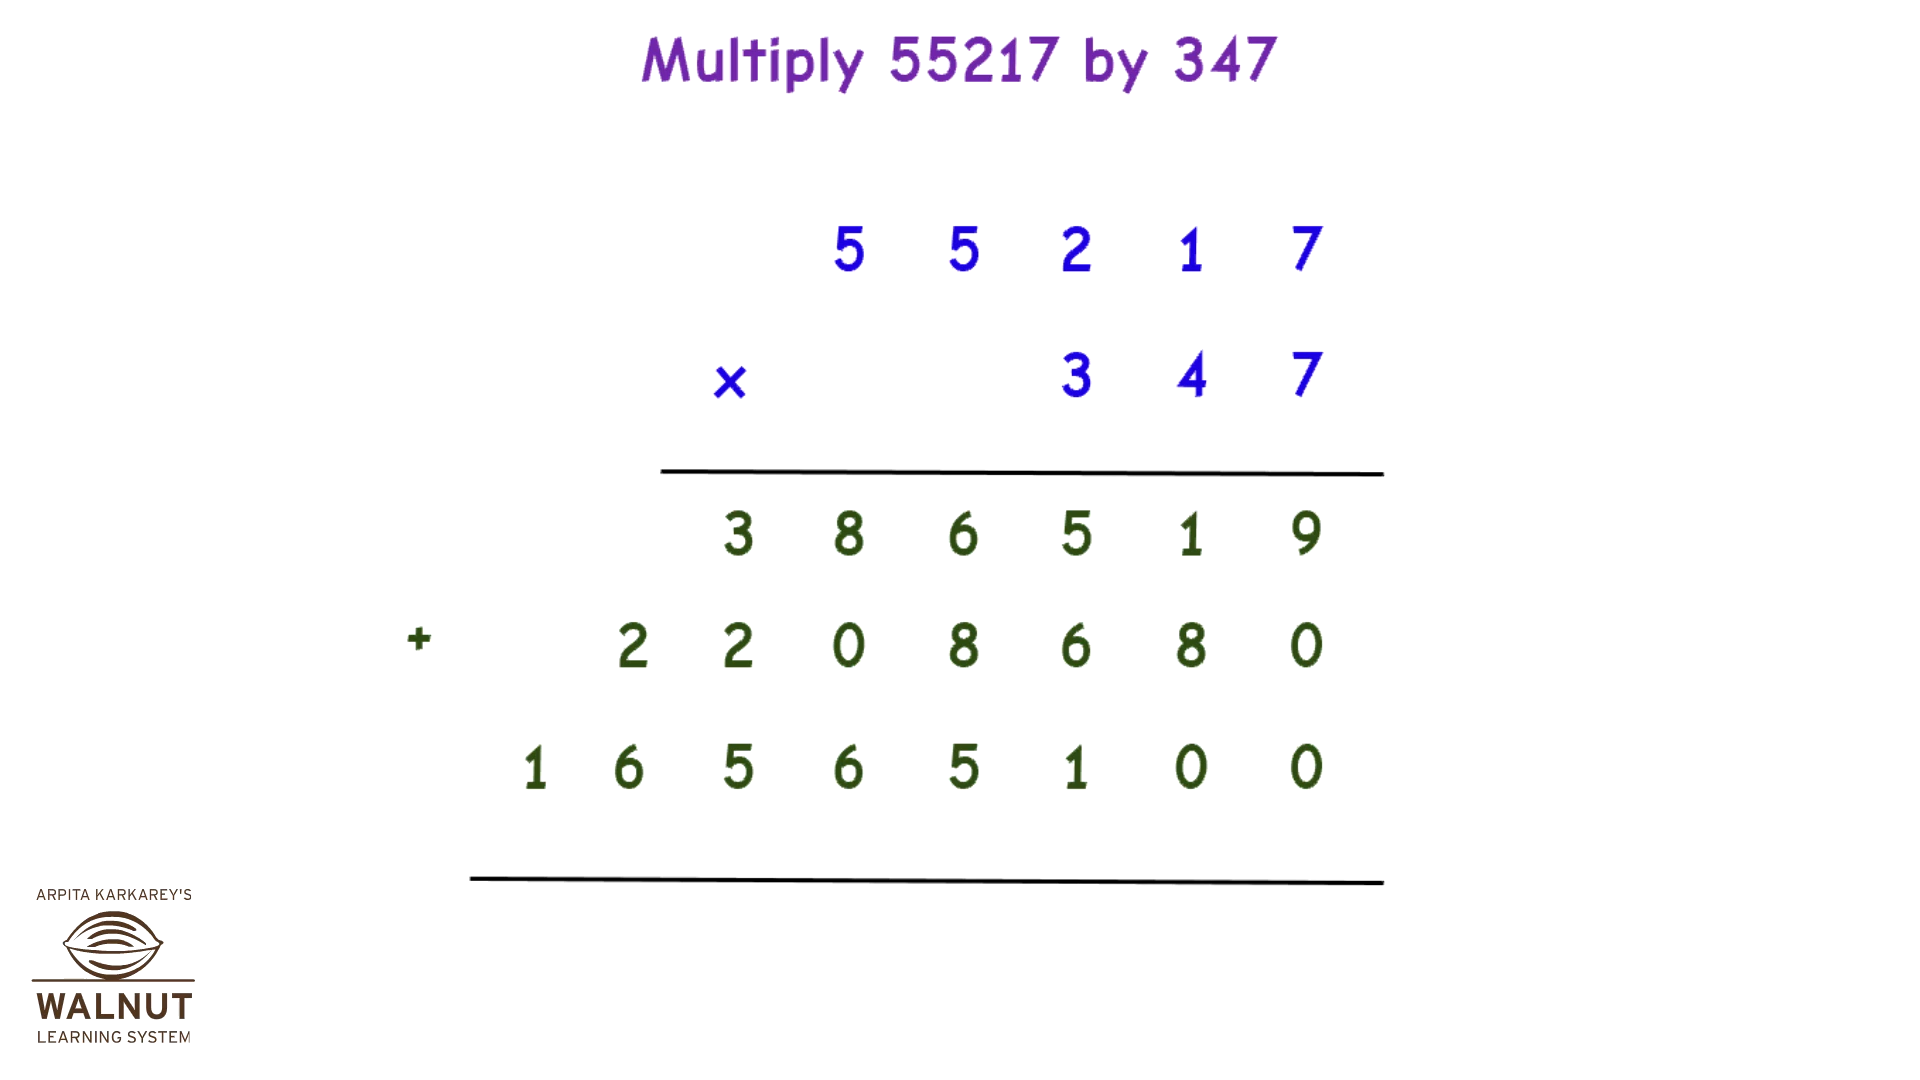 Multiply 55217 by 347
5 5 2 1 7
× 3 4 7
3 8 6 5 1 9
+ 2 2 0 8 6 8 0
1 6 5 6 5 1 0 0
ARPITA KARKAREY'S
WALNUT
LEARNING SYSTEM